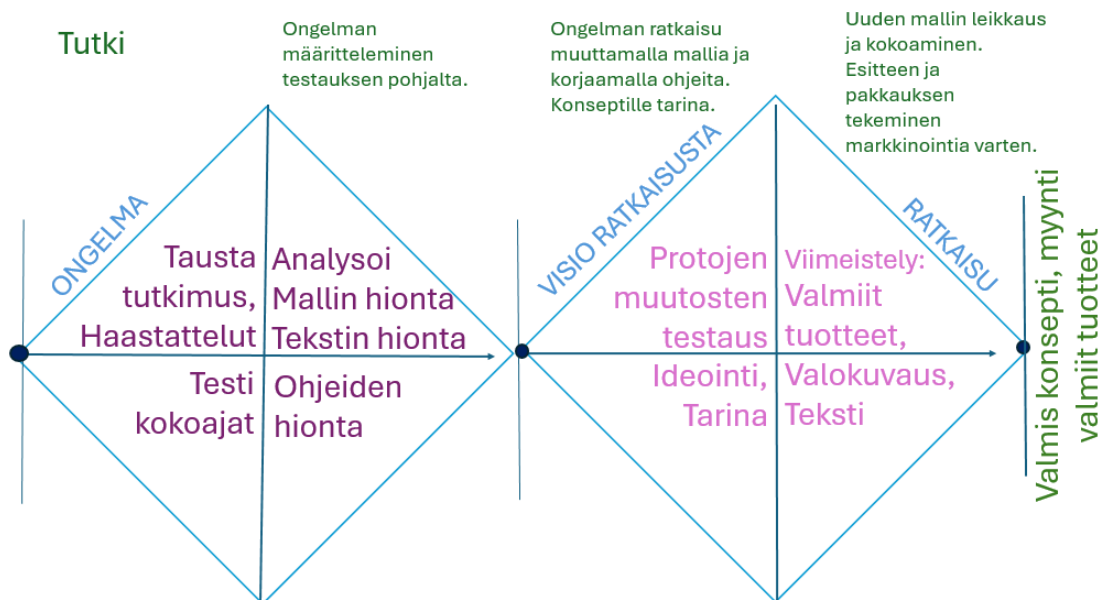 Tutki
Ongelman
määritteleminen
testauksen pohjalta.
Ongelman ratkaisu
muuttamalla mallia ja
korjaamalla ohjeita.
Konseptille tarina.
Uuden mallin leikkaus
ja kokoaminen.
Esitteen ja
pakkauksen
tekeminen
markkinointia varten.
ONGELMA
Tausta
tutkimus,
Haastattelut
Testi
kokoajat
Analysoi
Mallin hionta
Tekstin hionta
Ohjeiden
hionta
VISIO RATKAISUSTA
Protojen
muutosten
testaus
Ideointi,
Tarina
RATKAISU
Viimeistely:
Valmiit
tuotteet,
Valokuvaus,
Teksti
Valmis konsepti, myynti
valmiit tuotteet